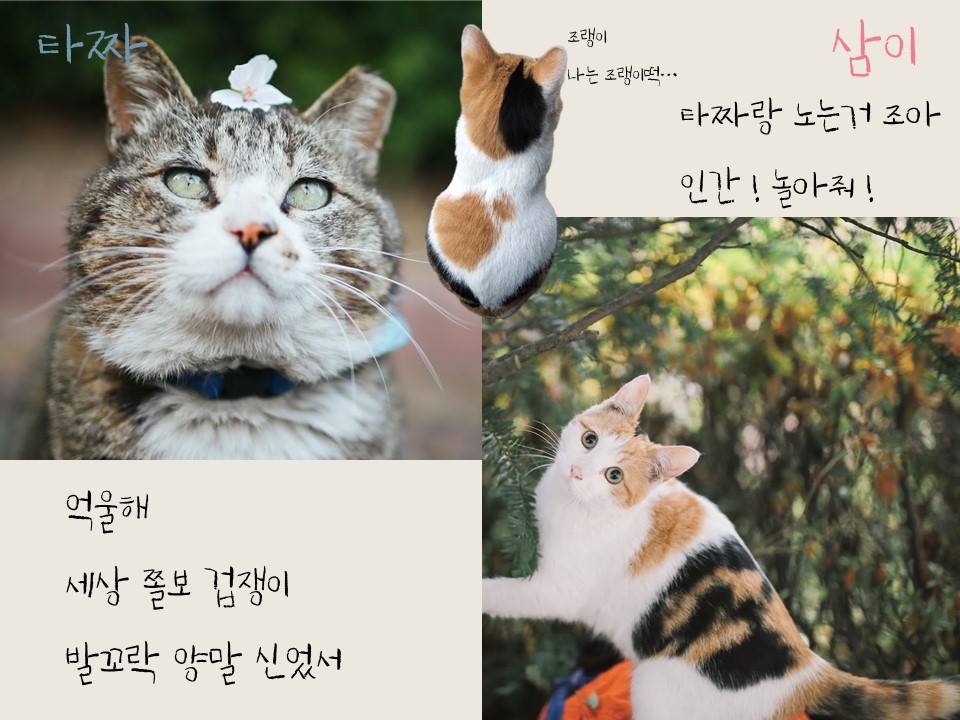 타짜
억울해
세상 쫄보 겁쟁이
발꼬락 양말 신었서
조랭이
나는 조랭이떡...
삼이
타짜랑 노는거 조아
인간! 놀아줘!